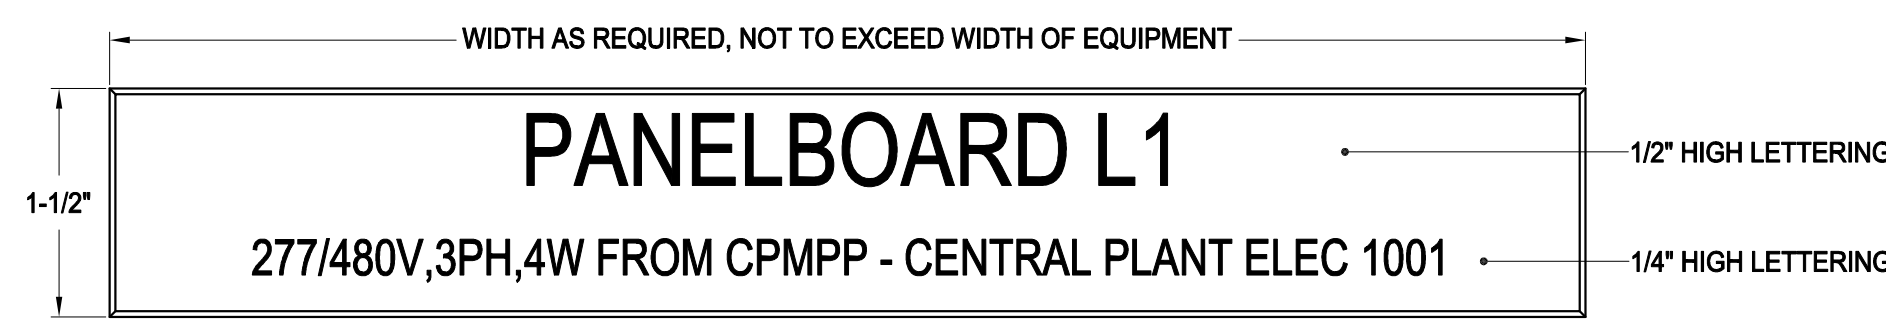 WIDTH AS REQUIRED, NOT TO EXCEED WIDTH OF EQUIPMENT
PANELBOARD L1
1/2" HIGH LETTERING
1-1/2"
277/480V,3PH,4W FROM CPMPP - CENTRAL PLANT ELEC 1001
1/4" HIGH LETTERING